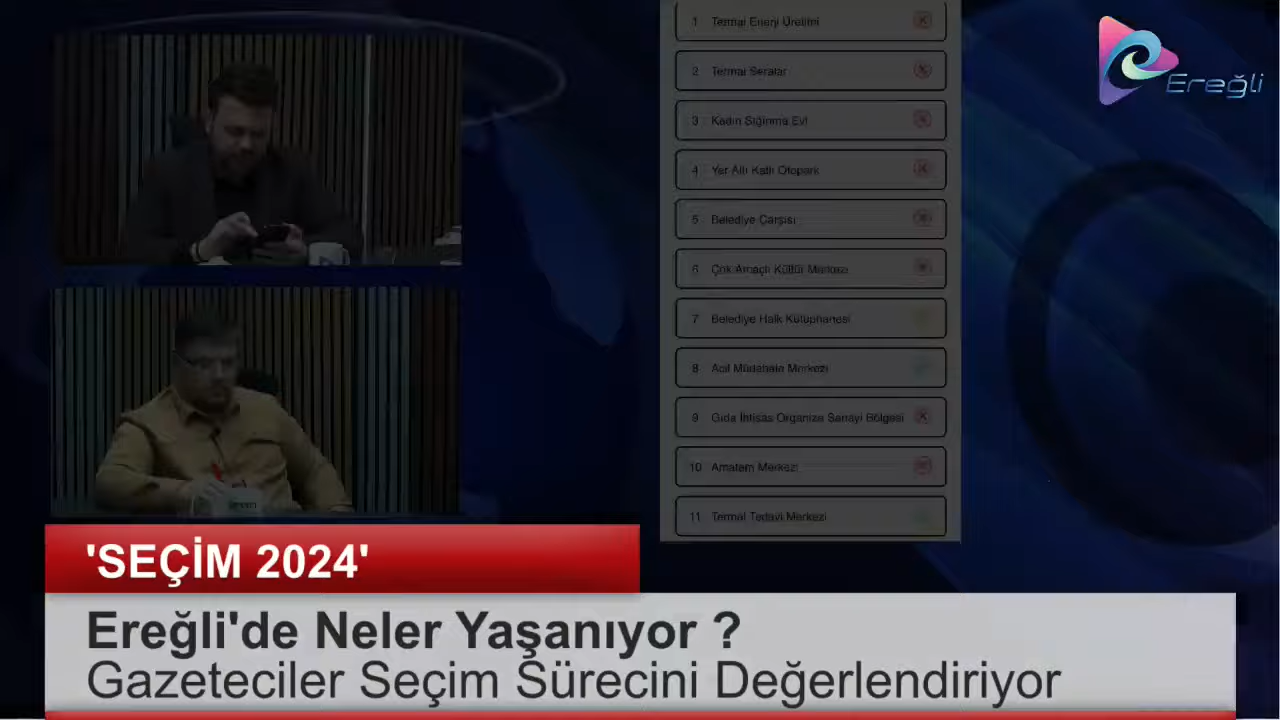 1 Termal Enerji Üretimi
2 Termal Seralar
3 Kadın Sığınma Evi
4 Yer Altı Katlı Otopark
5 Belediye Çarşısı
6 Çok Amaçlı Kültür Merkezi
7 Belediye Halk Kütüphanesi
8 Acil Müdahale Merkezi
9 Gıda İhtisas Organize Sanayi Bölgesi
10 Amatem Merkezi
11 Termal Tedavi Merkezi
Ereğli
'SEÇİM 2024'
Ereğli'de Neler Yaşanıyor ?
Gazeteciler Seçim Sürecini Değerlendiriyor